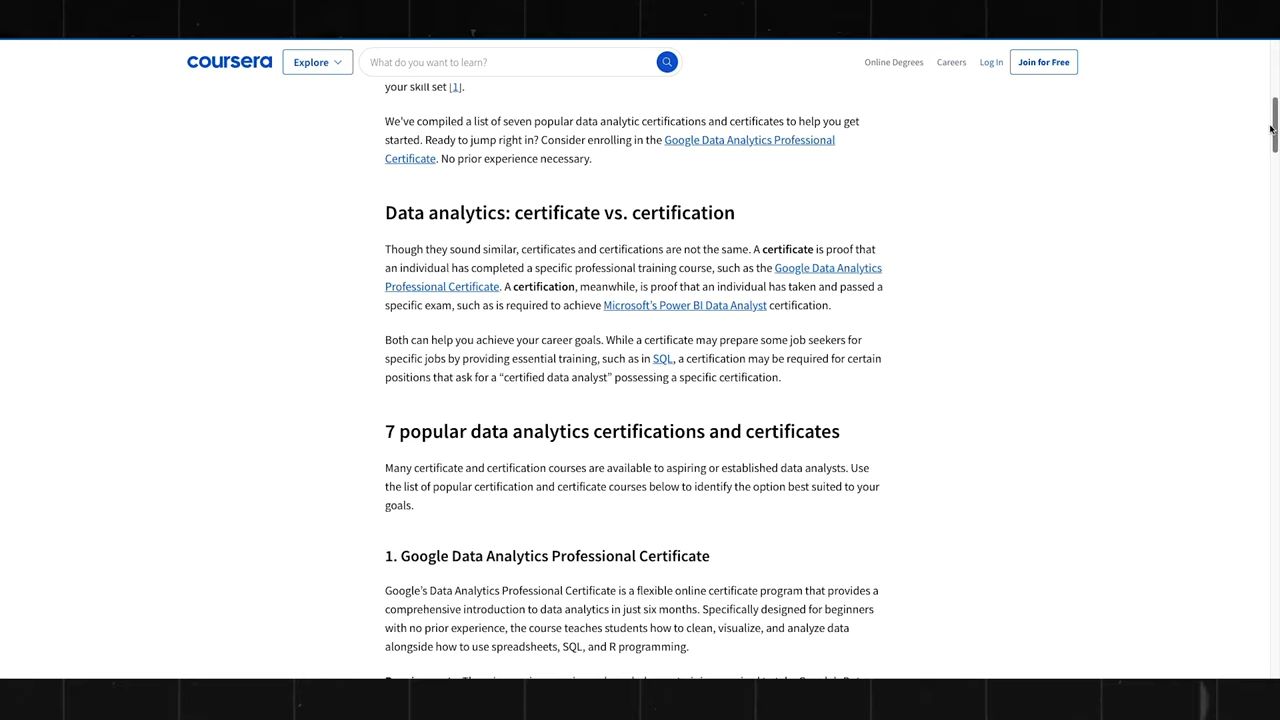 coursera Explore What do you want to learn? Online Degrees Careers Log In Join for Free
your skill set [1].
We've compiled a list of seven popular data analytic certifications and certificates to help you get
started. Ready to jump right in? Consider enrolling in the Google Data Analytics Professional
Certificate. No prior experience necessary.
Data analytics: certificate vs. certification
Though they sound similar, certificates and certifications are not the same. A certificate is proof that
an individual has completed a specific professional training course, such as the Google Data Analytics
Professional Certificate. A certification, meanwhile, is proof that an individual has taken and passed a
specific exam, such as is required to achieve Microsoft’s Power BI Data Analyst certification.
Both can help you achieve your career goals. While a certificate may prepare some job seekers for
specific jobs by providing essential training, such as in SQL, a certification may be required for certain
positions that ask for a “certified data analyst” possessing a specific certification.
7 popular data analytics certifications and certificates
Many certificate and certification courses are available to aspiring or established data analysts. Use
the list of popular certification and certificate courses below to identify the option best suited to your
goals.
1. Google Data Analytics Professional Certificate
Google’s Data Analytics Professional Certificate is a flexible online certificate program that provides a
comprehensive introduction to data analytics in just six months. Specifically designed for beginners
with no prior experience, the course teaches students how to clean, visualize, and analyze data
alongside how to use spreadsheets, SQL, and R programming.